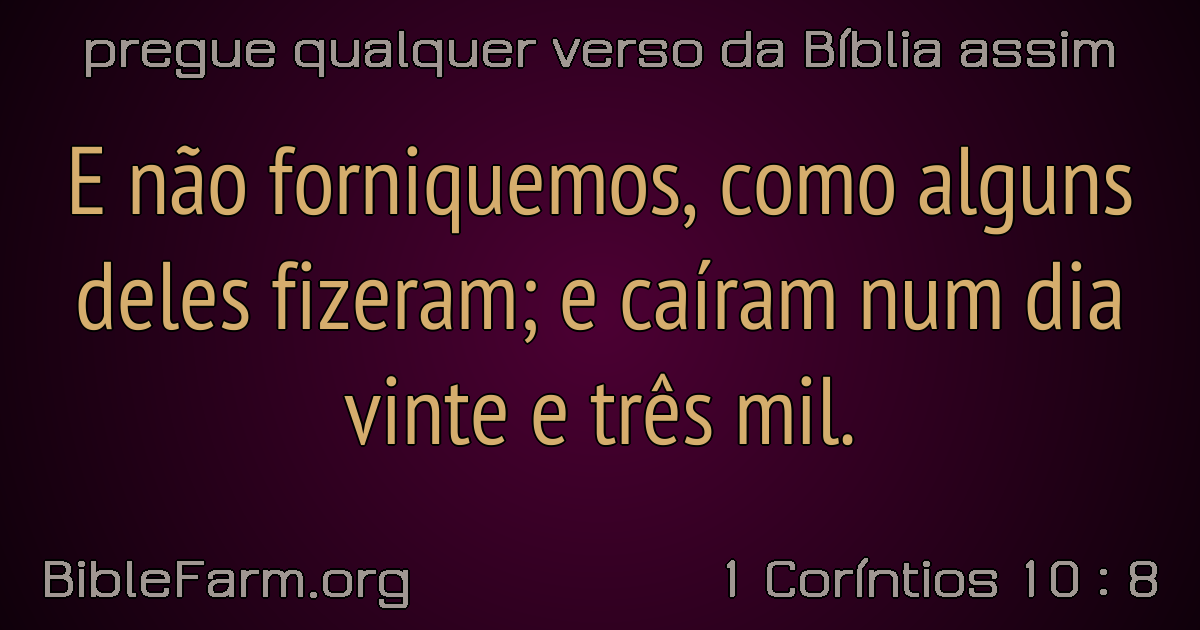 pregue qualquer verso da Bíblia assim
E não forniquemos, como alguns
deles fizeram; e caíram num dia
vinte e três mil.
BibleFarm.org
1 Coríntios 10 : 8